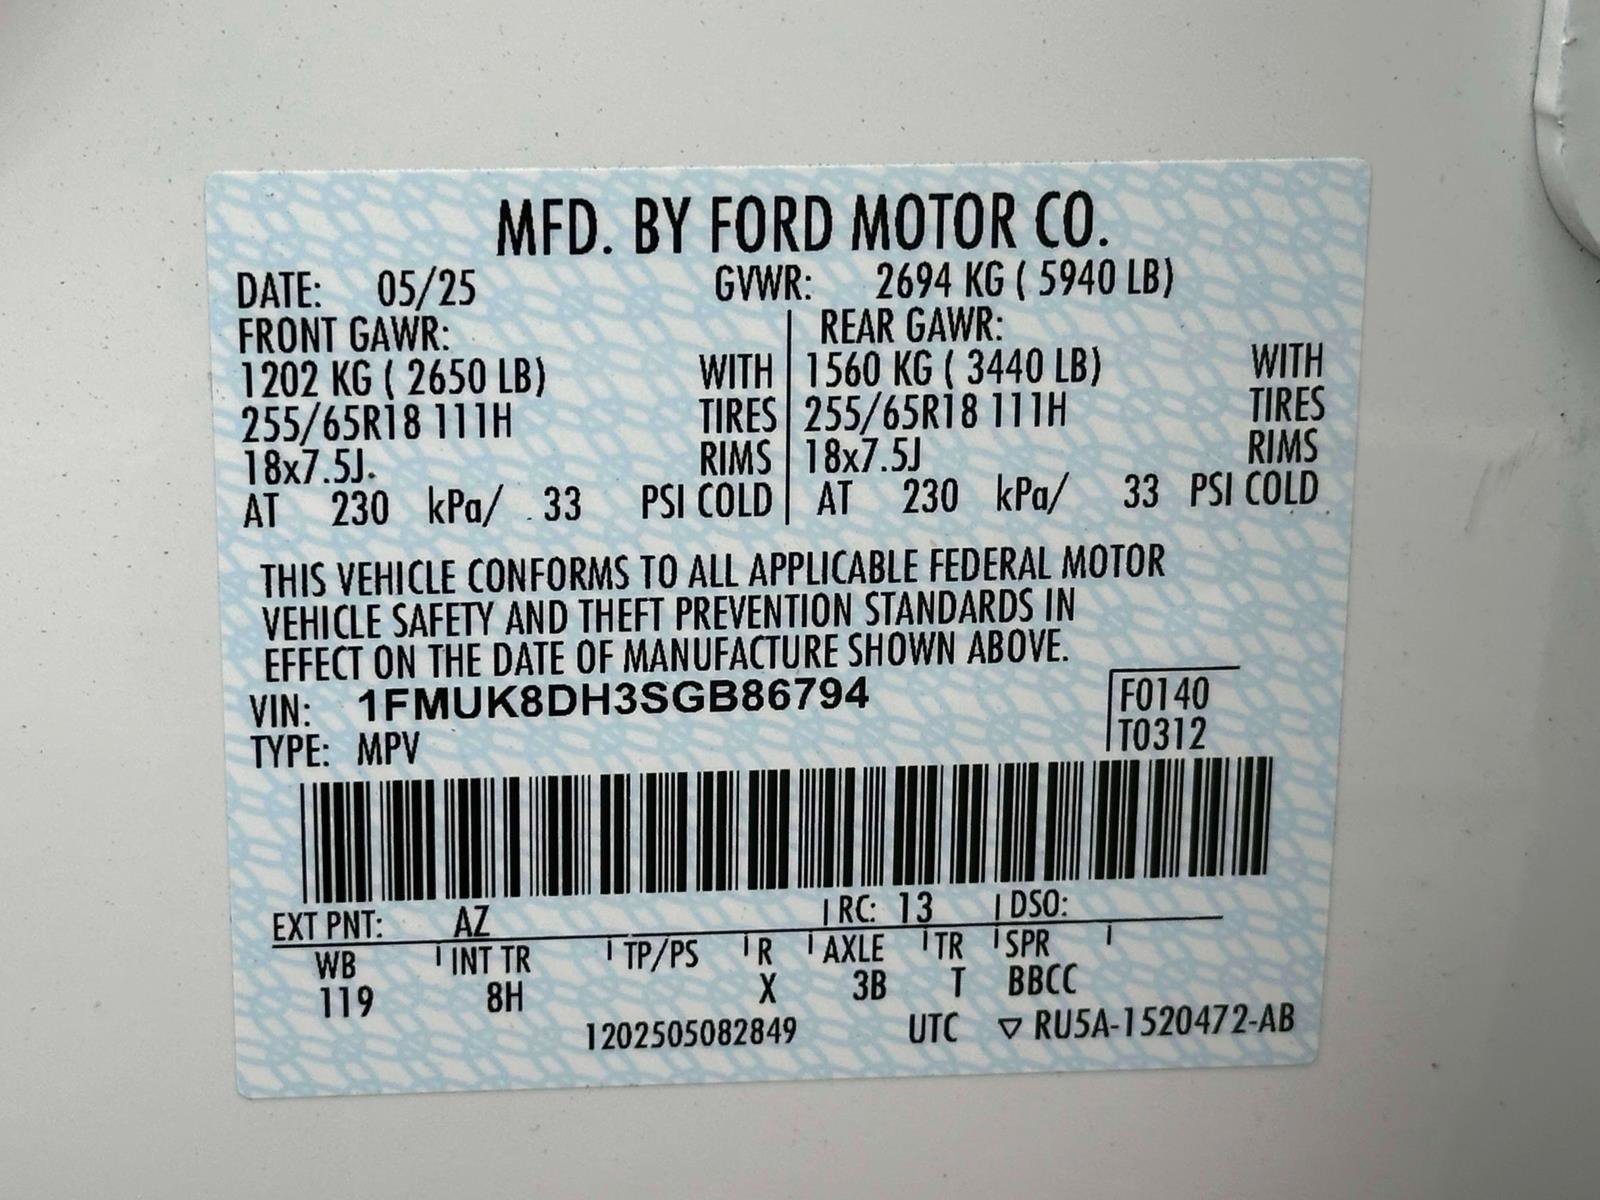 MFD. BY FORD MOTOR CO.
DATE: 05/25 GVWR: 2694 KG ( 5940 LB)
FRONT GAWR: REAR GAWR:
1202 KG ( 2650 LB) WITH 1560 KG ( 3440 LB) WITH
255/65R18 111H TIRES 255/65R18 111H TIRES
18x7.5J RIMS 18x7.5J RIMS
AT 230 kPa/ 33 PSI COLD AT 230 kPa/ 33 PSI COLD
THIS VEHICLE CONFORMS TO ALL APPLICABLE FEDERAL MOTOR
VEHICLE SAFETY AND THEFT PREVENTION STANDARDS IN
EFFECT ON THE DATE OF MANUFACTURE SHOWN ABOVE.
VIN: 1FMUK8DH3SGB86794 F0140
TYPE: MPV T0312
EXT PNT: AZ RC: 13 DSO:
WB INT TR TP/PS R AXLE TR SPR
119 8H X 3B T BBCC
1202505082849 UTC ▽ RU5A-1520472-AB